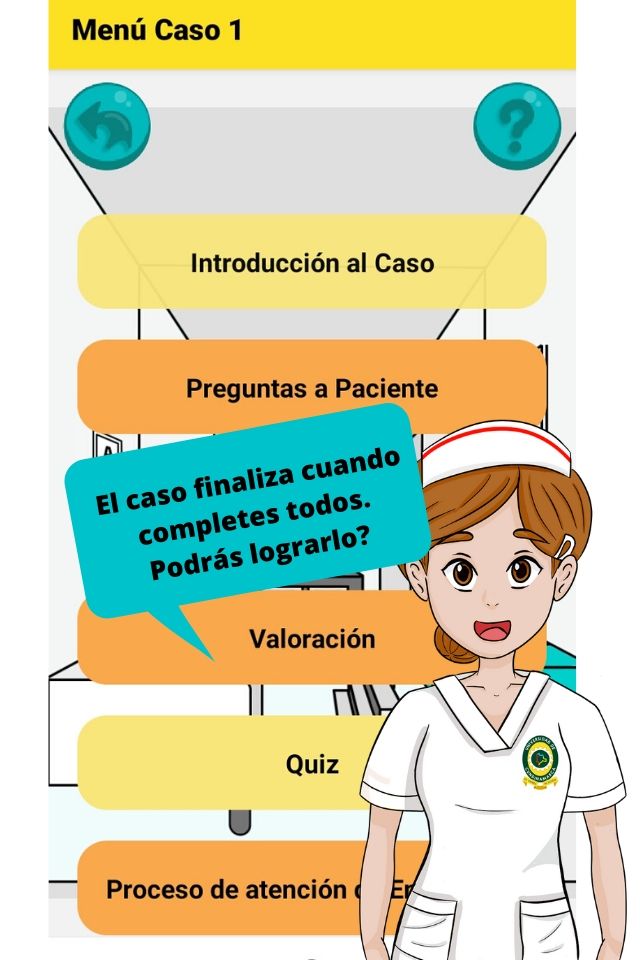 Menú Caso 1
Introducción al Caso
Preguntas a Paciente
El caso finaliza cuando
completes todos.
Podrás lograrlo?
Valoración
Quiz
Proceso de atención